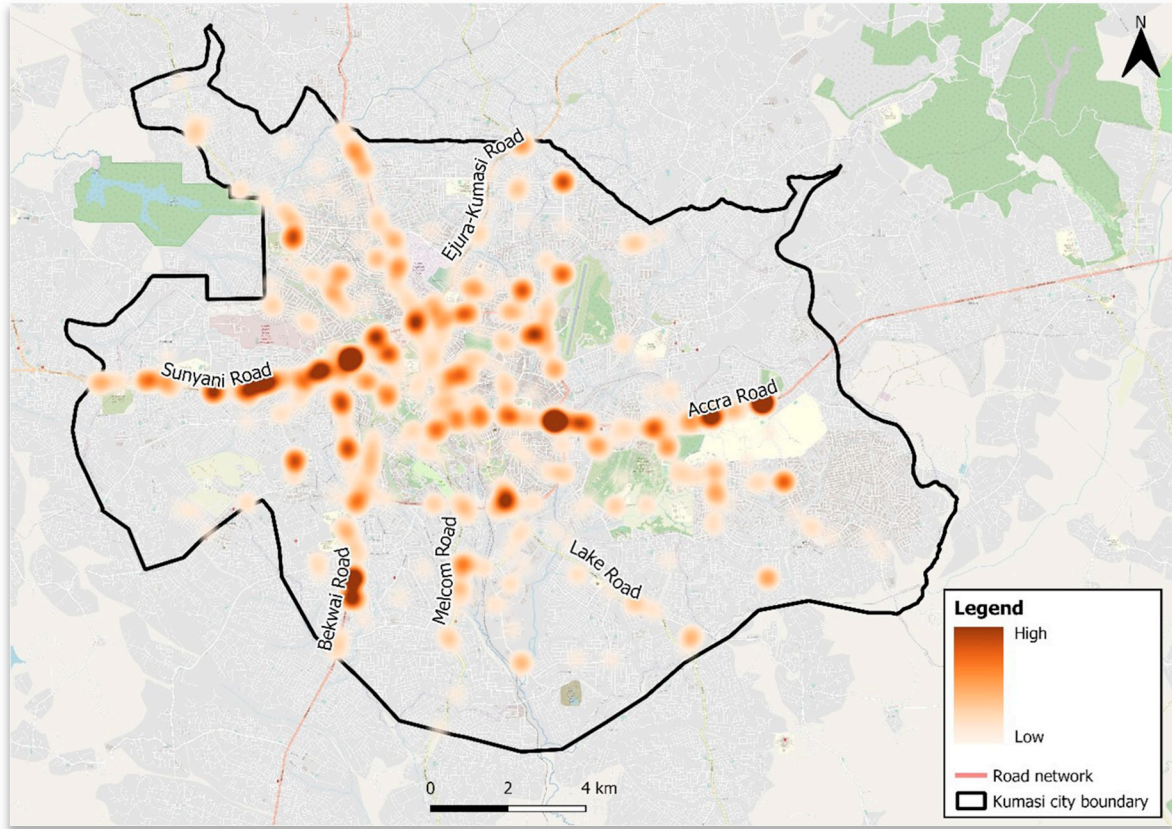 N
Ejura-Kumasi Road
Sunyani Road
Accra Road
Bekwai Road
Melcom Road
Lake Road
Legend
High
Low
Road network
Kumasi city boundary
0 2 4 km